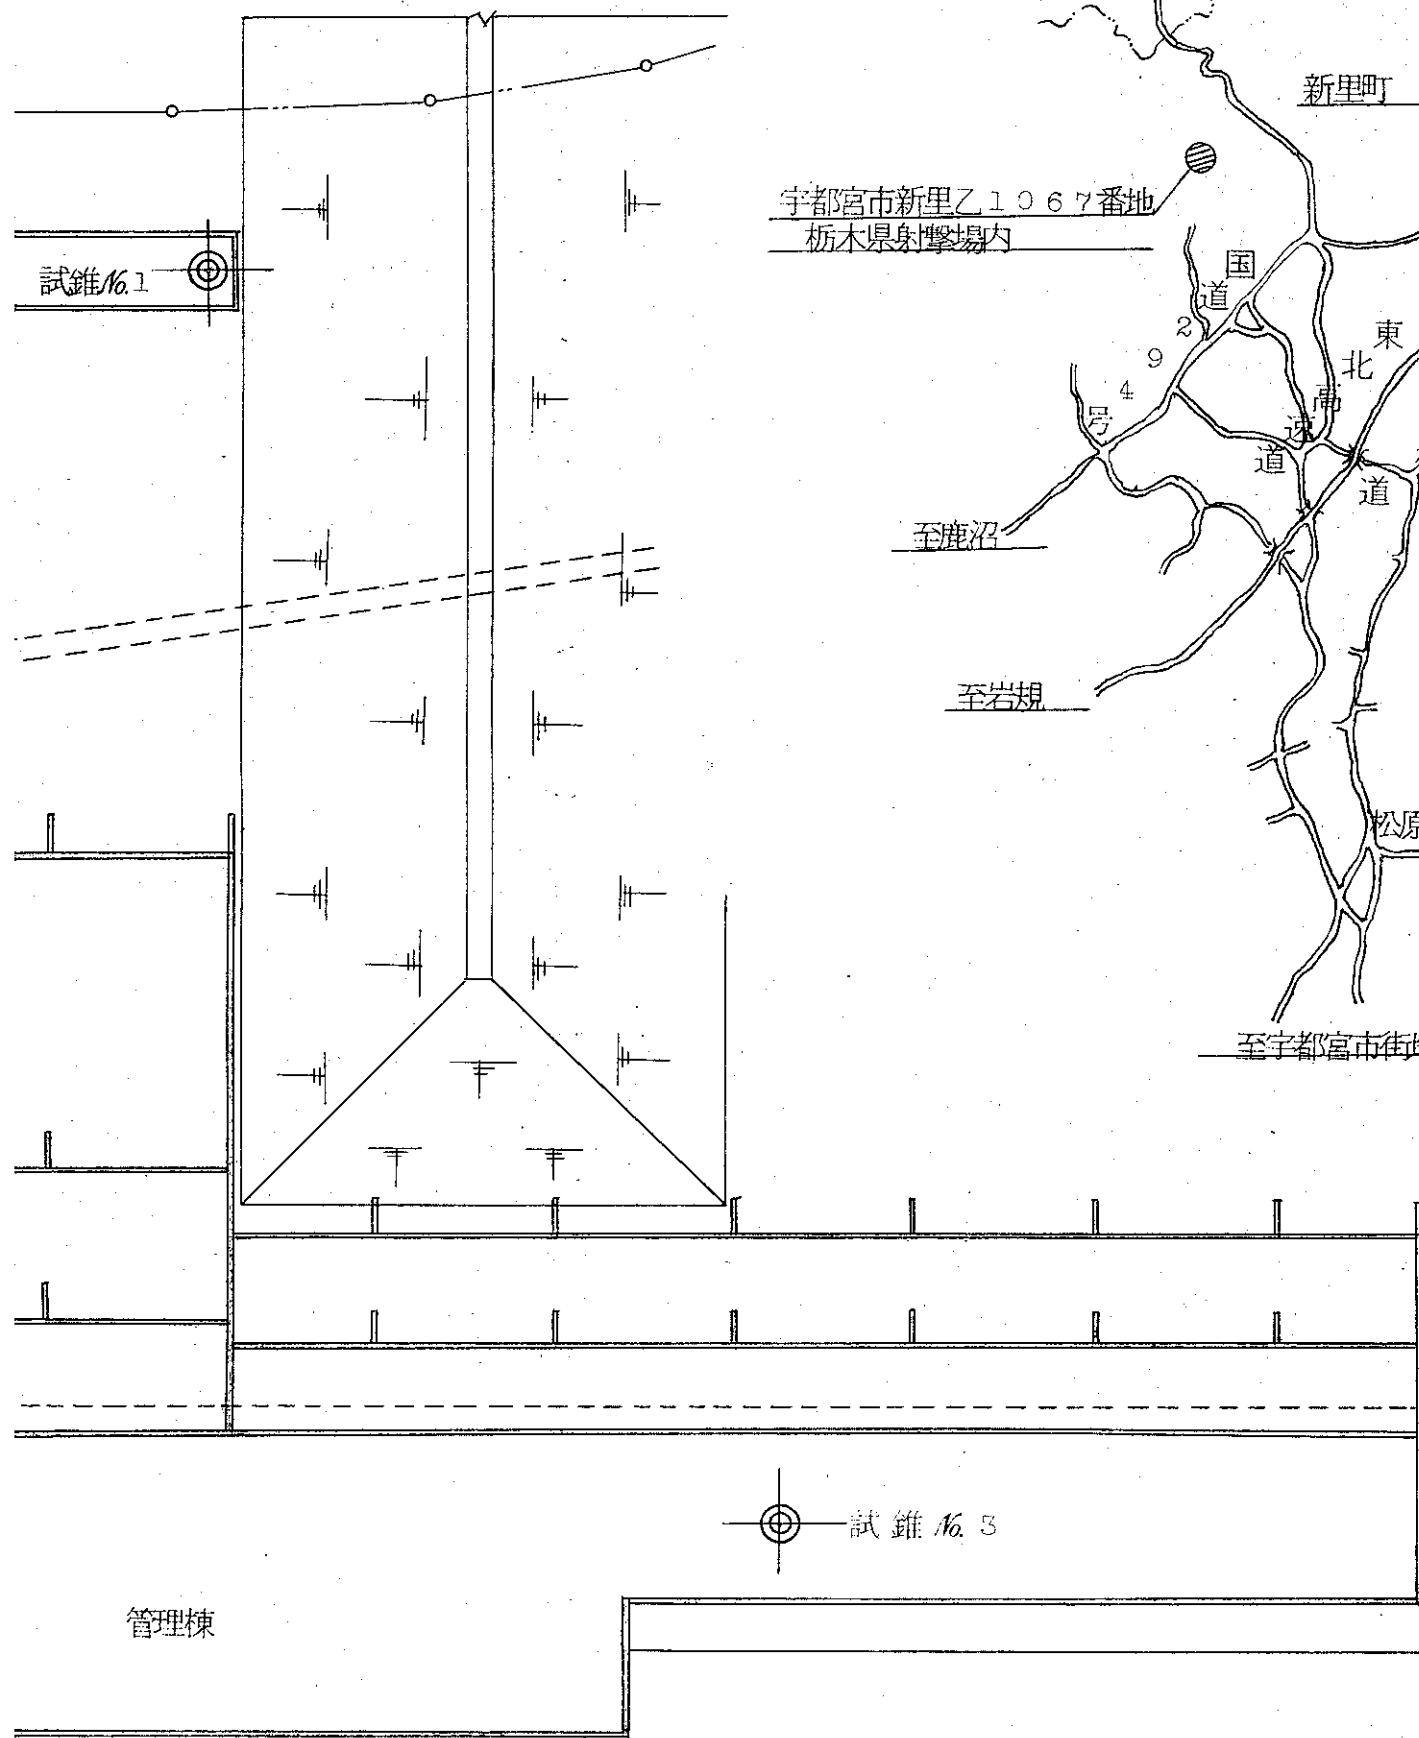 新里町
宇都宮市新里乙1067番地
栃木県射撃場内
試錐No.1
国道294号
東北高速道
道
至鹿沼
至岩規
松原
至宇都宮市街
試錐No.3
管理棟